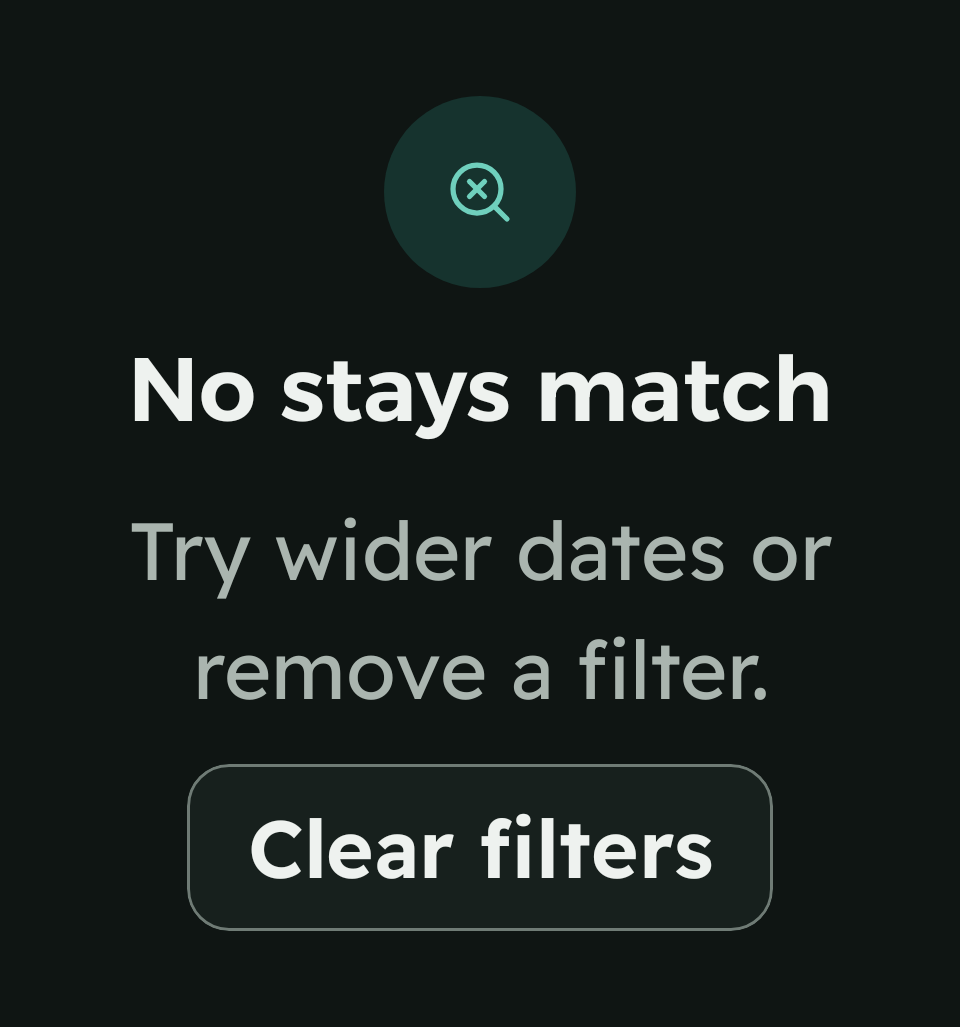 No stays match
Try wider dates or
remove a filter.
Clear filters